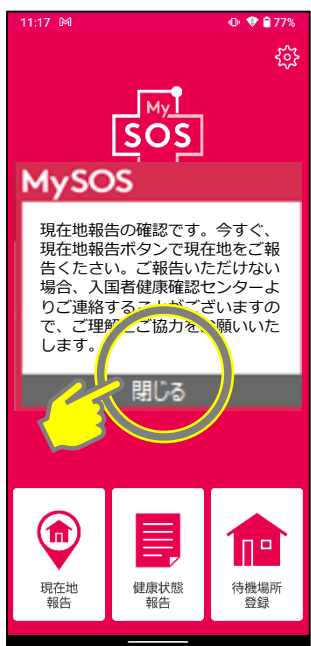 11:17
77%
My
SOS
MySOS
現在地報告の確認です。今すぐ、
現在地報告ボタンで現在地をご報
告ください。ご報告いただけない
場合、入国者健康確認センターよ
りご連絡することがございますの
で、ご理解とご協力をお願いいた
します。
閉じる
現在地
報告
健康状態
報告
待機場所
登録